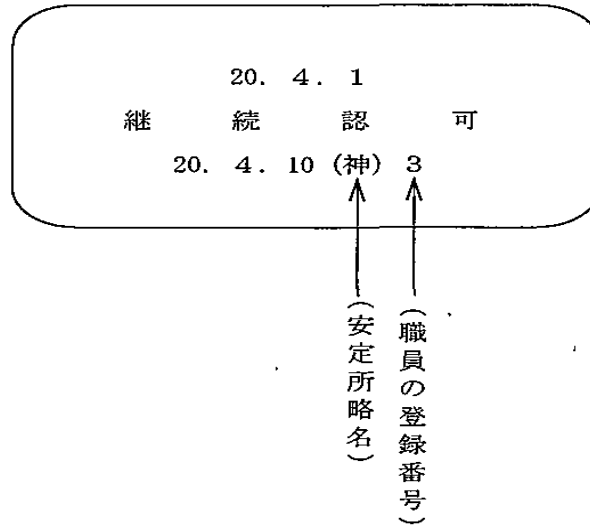 20. 4. 1
継続認可
20. 4. 10 (神) 3
(安定所略名)
(職員の登録番号)